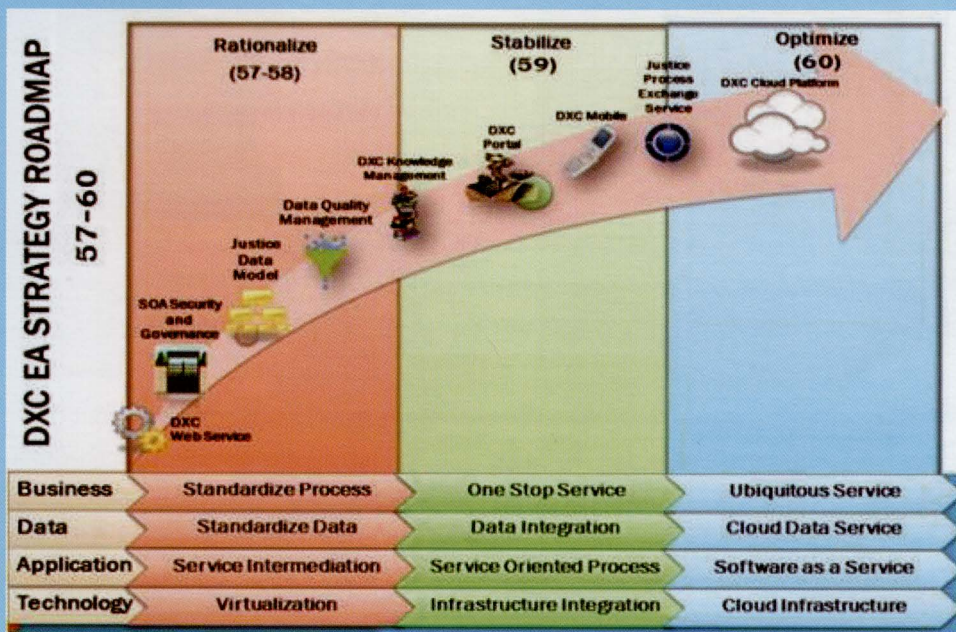 DXC EA STRATEGY ROADMAP
57-60
Rationalize
(57-58)
Stabilize
(59)
Optimize
(60)
DXC
Web Service
SOA Security
and
Governance
Justice
Data
Model
Data Quality
Management
DXC Knowledge
Management
DXC
Portal
DXC Mobile
Justice
Process
Exchange
Service
DXC Cloud Platform
Business
Standardize Process
One Stop Service
Ubiquitous Service
Data
Standardize Data
Data Integration
Cloud Data Service
Application
Service Intermediation
Service Oriented Process
Software as a Service
Technology
Virtualization
Infrastructure Integration
Cloud Infrastructure